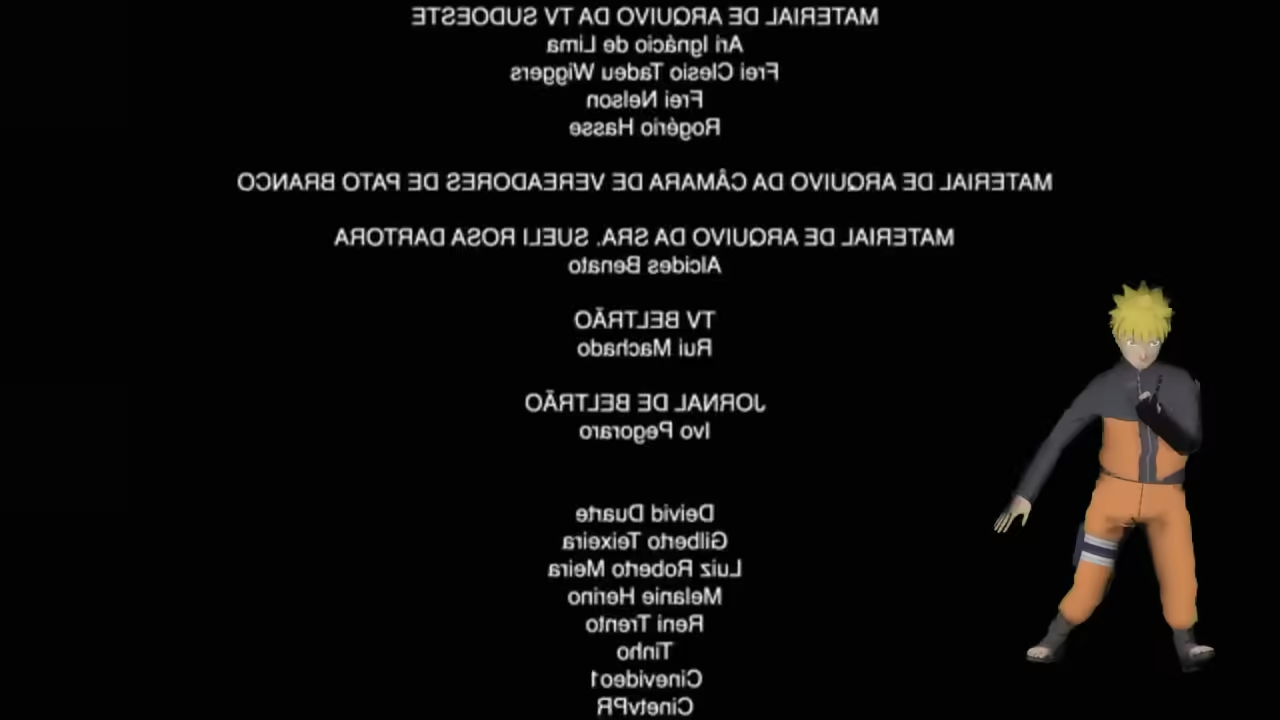 MATERIAL DE ARQUIVO DA TV SUDOESTE
Ari Ignácio de Lima
Frei Clesio Tadeu Wiggers
Frei Nelson
Rogério Hasse
MATERIAL DE ARQUIVO DA CÂMARA DE VEREADORES DE PATO BRANCO
MATERIAL DE ARQUIVO DA SRA. SUELI ROSA DARTORA
Alcides Benato
TV BELTRÃO
Rui Machado
JORNAL DE BELTRÃO
Ivo Pegoraro
Deivid Duarte
Gilberto Teixeira
Luiz Roberto Meira
Melanie Herino
Reni Trento
Tinho
Cinevideo1
CinetvPR